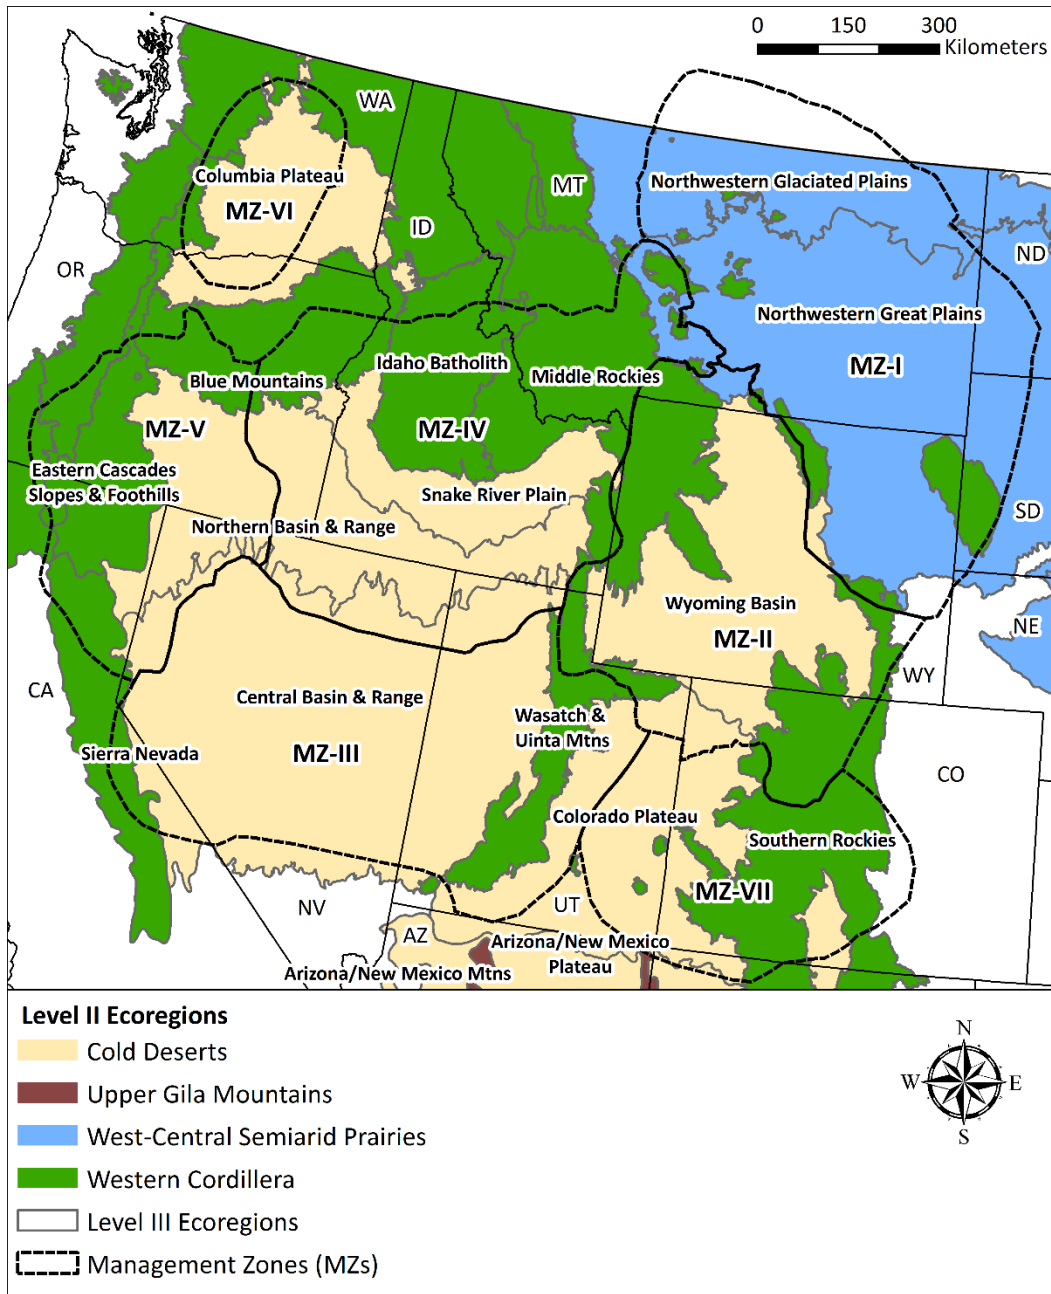 0 150 300
Kilometers
WA
MT
Columbia Plateau
Northwestern Glaciated Plains
MZ-VI
ID
ND
OR
Northwestern Great Plains
MZ-I
Idaho Batholith
Blue Mountains
Middle Rockies
MZ-V
MZ-IV
Eastern Cascades
Slopes & Foothills
Snake River Plain
SD
Northern Basin & Range
Wyoming Basin
NE
MZ-II
WY
CA
Central Basin & Range
Wasatch &
Uinta Mtns
Sierra Nevada
MZ-III
CO
Colorado Plateau
Southern Rockies
MZ-VII
NV
UT
AZ
Arizona/New Mexico
Plateau
Arizona/New Mexico Mtns
Level II Ecoregions
Cold Deserts
Upper Gila Mountains
West-Central Semiarid Prairies
Western Cordillera
Level III Ecoregions
Management Zones (MZs)
N
W E
S